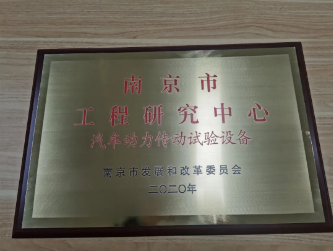 南京市
工程研究中心
汽车动力传动试验设备
南京市发展和改革委员会
二〇二〇年